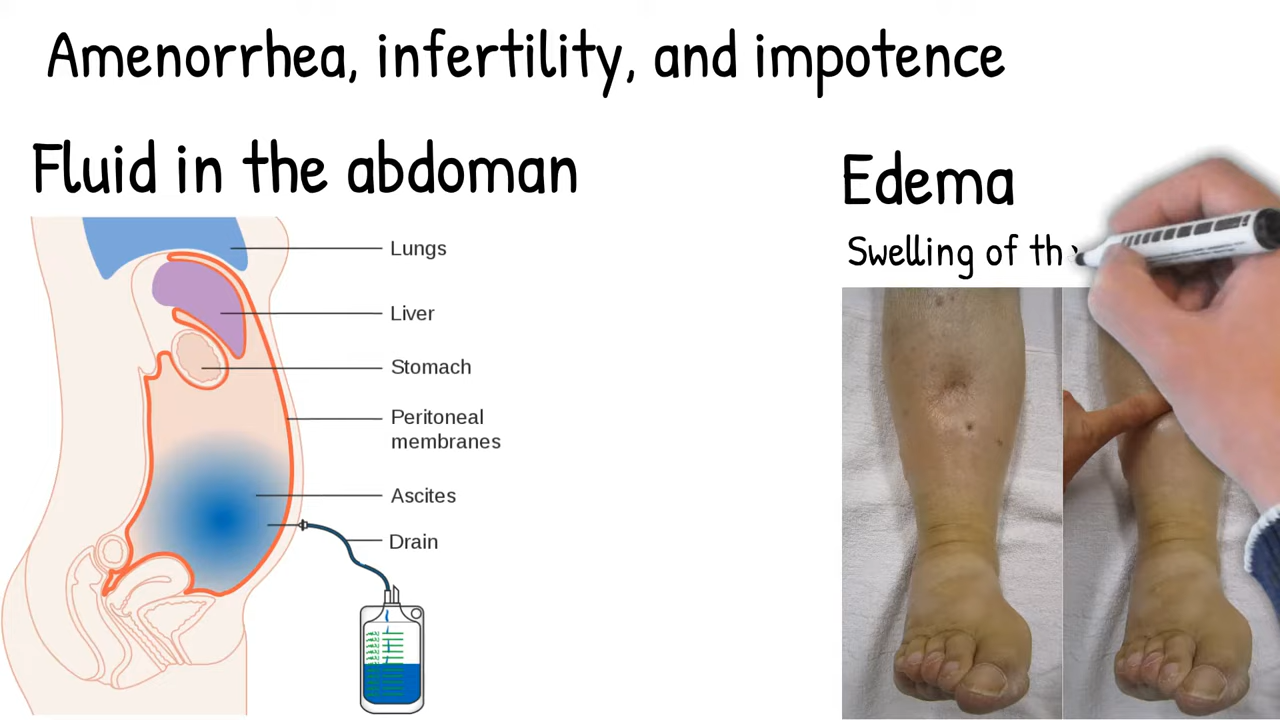 Amenorrhea, infertility, and impotence
Fluid in the abdoman
Edema
Swelling of th
Lungs
Liver
Stomach
Peritoneal
membranes
Ascites
Drain